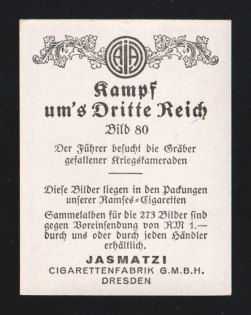 Kampf
um's Dritte Reich
Bild 80
Der Führer besucht die Gräber
gefallener Kriegskameraden
Diese Bilder liegen in den Packungen
unserer Ramses-Cigaretten
Sammelalben für die 273 Bilder sind
gegen Voreinsendung von RM 1.—
durch uns oder durch jeden Händler
erhältlich.
JASMATZI
CIGARETTENFABRIK G.M.B.H.
DRESDEN